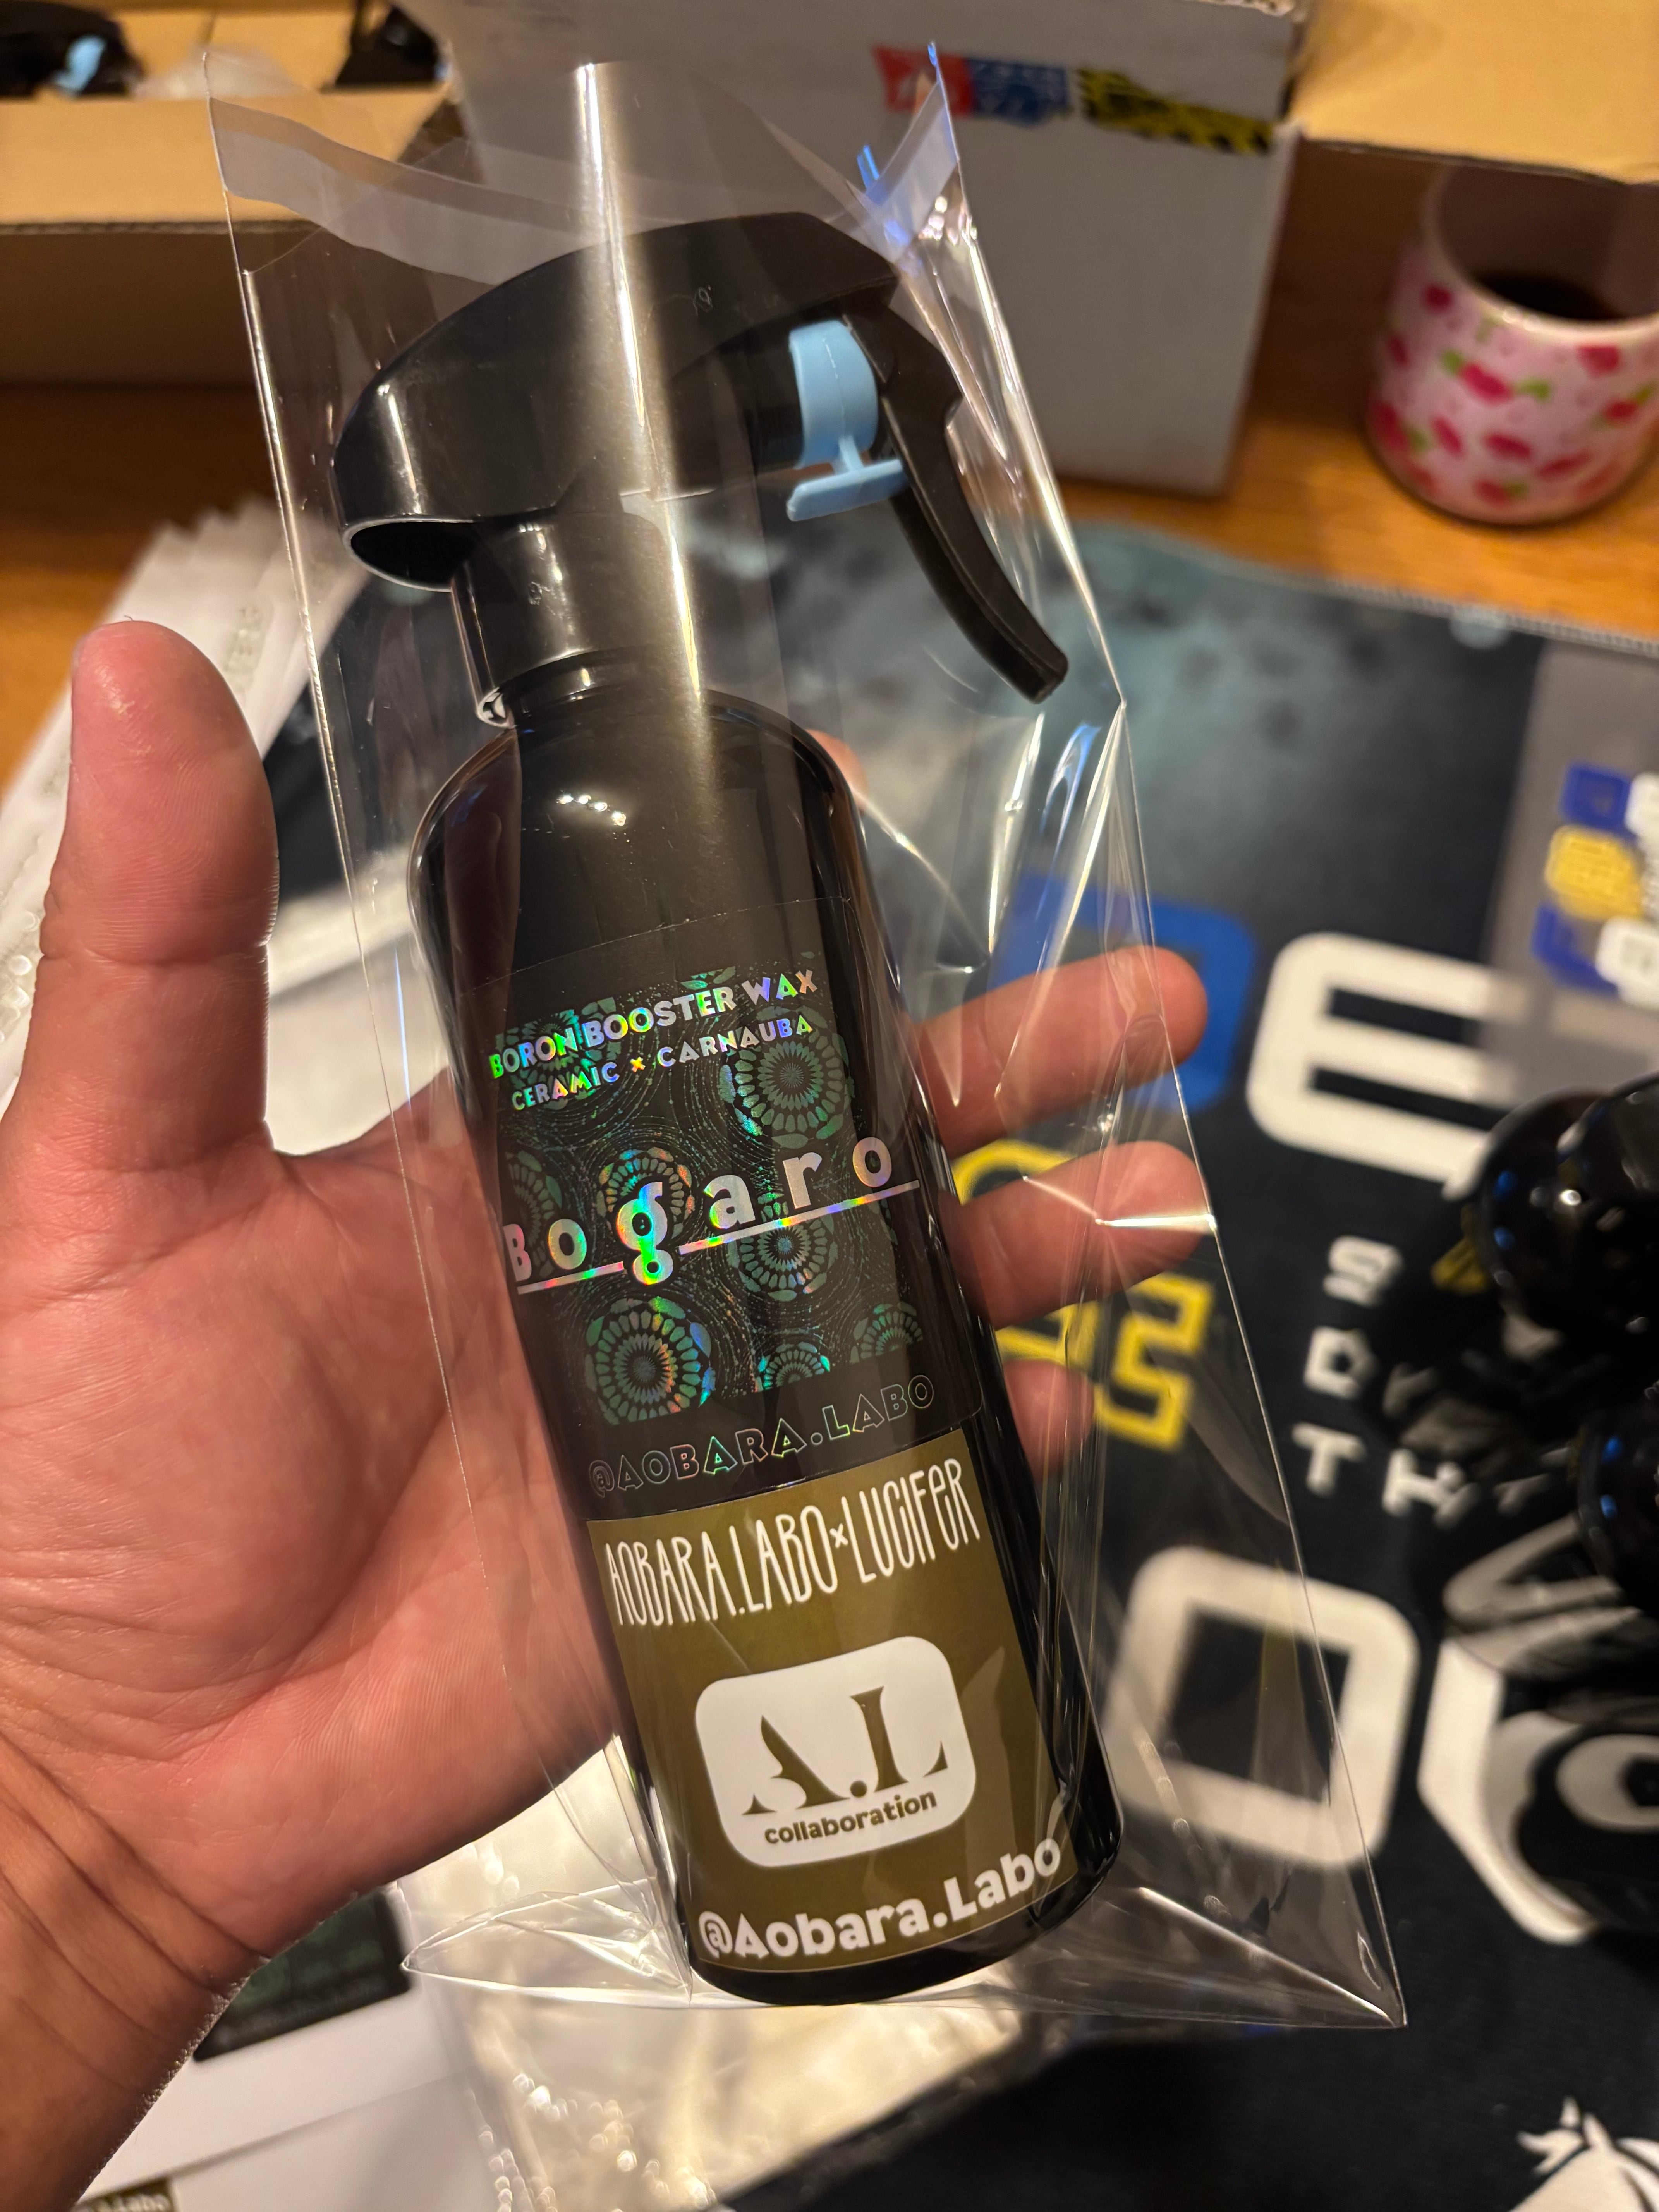 BORON BOOSTER WAX
CERAMIC × CARNAUBA
Bogaro
@AOBARA.LABO
AOBARA.LABO×LUCIFER
A.L
collaboration
@Aobara.Labo